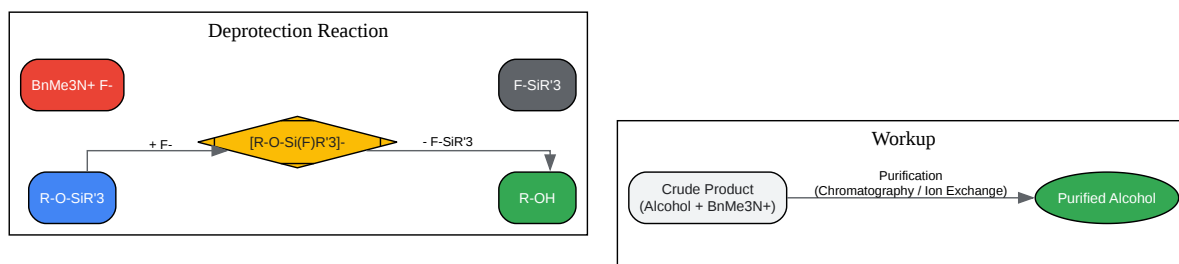 Deprotection Reaction
BnMe3N+ F-
F-SiR'3
+ F-
[R-O-Si(F)R'3]-
- F-SiR'3
R-O-SiR'3
R-OH
Workup
Crude Product
(Alcohol + BnMe3N+)
Purification
(Chromatography / Ion Exchange)
Purified Alcohol